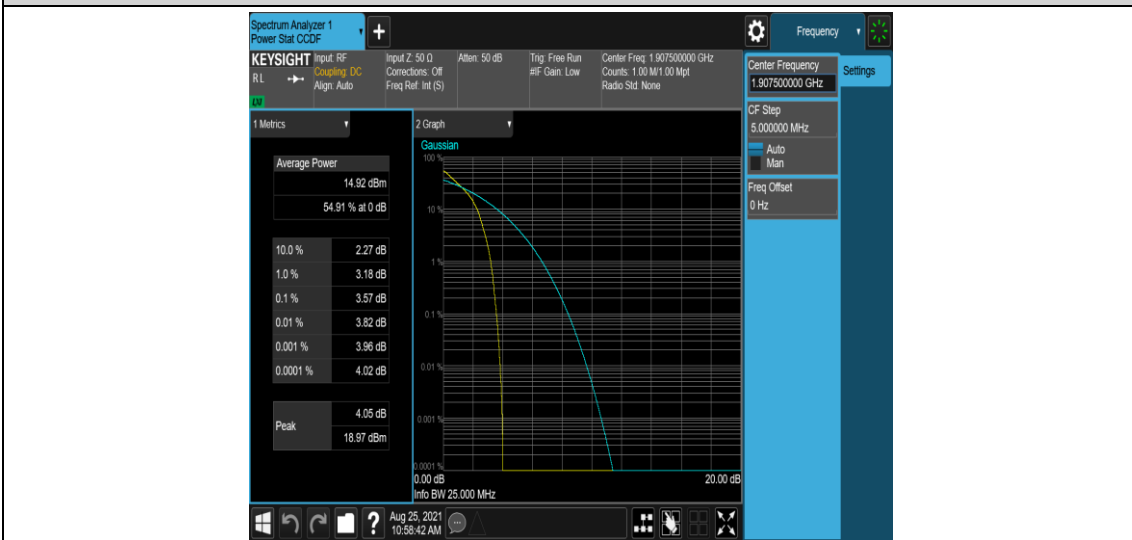 Spectrum Analyzer 1
Power Stat CCDF
+
Frequency
KEYSIGHT
RL
LXI
Input: RF
Coupling: DC
Align: Auto
Input Z: 50 Ω
Corrections: Off
Freq Ref: Int (S)
Atten: 50 dB
Trig: Free Run
#IF Gain: Low
Center Freq: 1.907500000 GHz
Counts: 1.00 M/1.00 Mpt
Radio Std: None
Center Frequency
1.907500000 GHz
Settings
CF Step
5.000000 MHz
Auto
Man
Freq Offset
0 Hz
1 Metrics
Average Power
14.92 dBm
54.91 % at 0 dB
10.0 % 2.27 dB
1.0 % 3.18 dB
0.1 % 3.57 dB
0.01 % 3.82 dB
0.001 % 3.96 dB
0.0001 % 4.02 dB
Peak
4.05 dB
18.97 dBm
2 Graph
Gaussian
100 %
10 %
1 %
0.1 %
0.01 %
0.001 %
0.0001 %
0.00 dB 20.00 dB
Info BW 25.000 MHz
?
Aug 25, 2021
10:58:42 AM